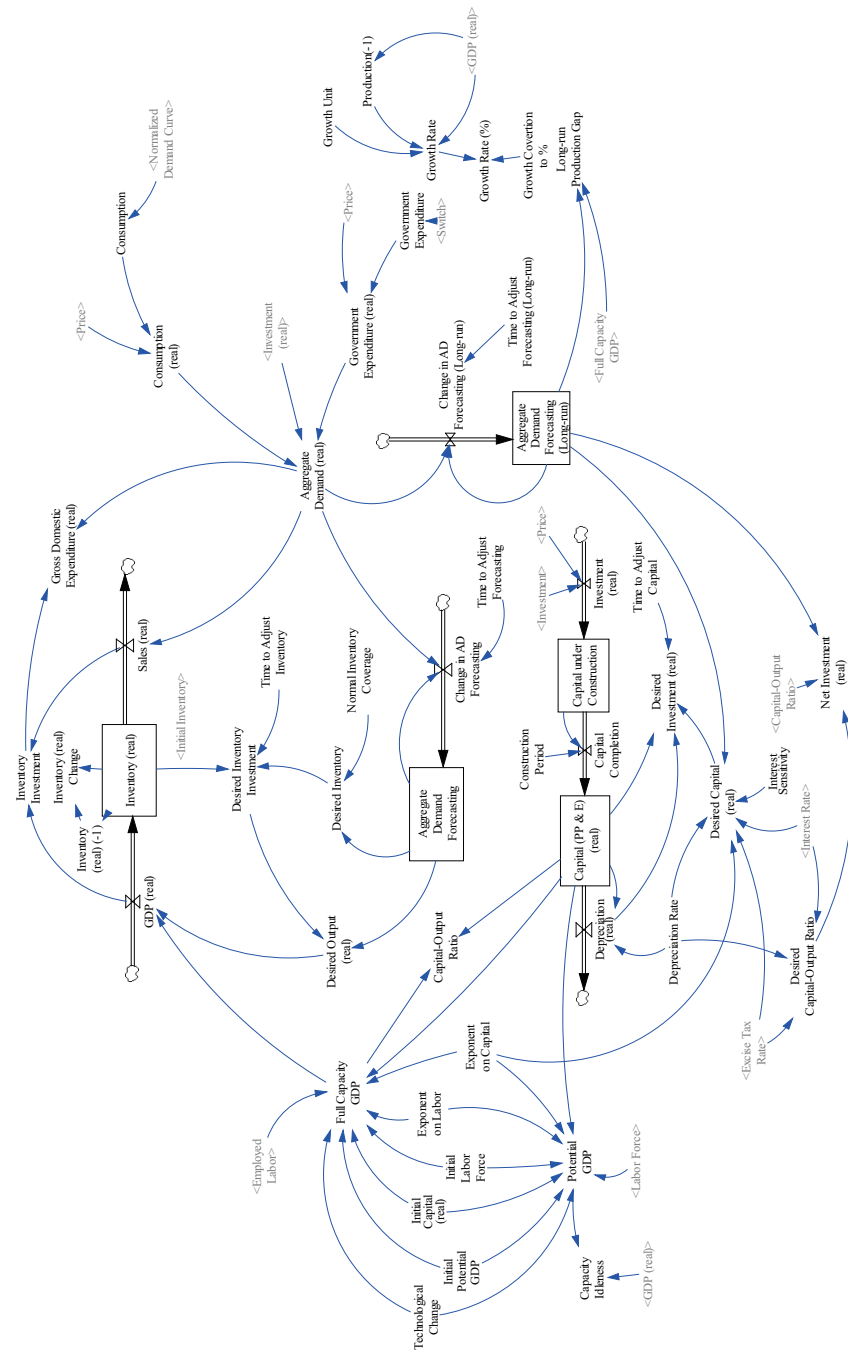 <Normalized
Demand Curve>
Consumption
<Price>
Consumption
(real)
<Investment
(real)>
Aggregate
Demand (real)
Gross Domestic
Expenditure (real)
Growth Unit
Production(-1)
<GDP (real)>
Growth Rate
Growth Rate (%)
Growth Covertion
to %
Long-run
Production Gap
<Price>
Government
Expenditure
<Switch>
Government
Expenditure (real)
Change in AD
Forecasting (Long-run)
Time to Adjust
Forecasting (Long-run)
Aggregate
Demand
Forecasting
(Long-run)
<Full Capacity
GDP>
Inventory
Investment
Inventory (real)
Change
Inventory
(real) (-1)
Inventory (real)
Sales (real)
GDP (real)
<Initial Inventory>
Time to Adjust
Inventory
Desired Inventory
Investment
Desired Inventory
Normal Inventory
Coverage
Desired Output
(real)
Aggregate
Demand
Forecasting
Change in AD
Forecasting
Time to Adjust
Forecasting
<Price>
<Investment>
Investment
(real)
Capital under
Construction
Construction
Period
Capital
Completion
Capital (PP & E)
(real)
Depreciation
(real)
Time to Adjust
Capital
Desired
Investment (real)
Desired Capital
(real)
Interest
Sensitivity
<Interest Rate>
<Capital-Output
Ratio>
Net Investment
(real)
Depreciation Rate
Desired
Capital-Output Ratio
<Excise Tax
Rate>
Capital-Output
Ratio
Full Capacity
GDP
<Employed
Labor>
Exponent
on Capital
Exponent
on Labor
Initial
Labor
Force
Initial
Capital
(real)
Initial
Potential
GDP
Technological
Change
Potential
GDP
<Labor Force>
Capacity
Idleness
<GDP (real)>